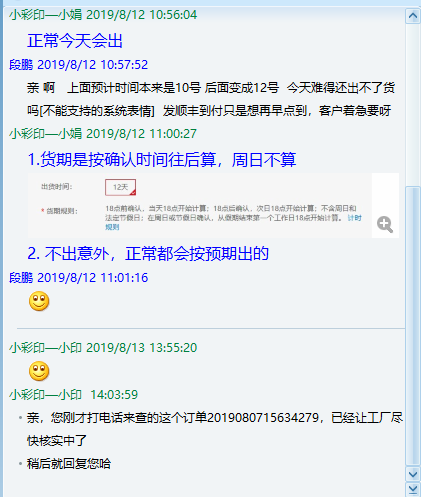 小彩印—小娟 2019/8/12 10:56:04
正常今天会出
段鹏 2019/8/12 10:57:52
亲 啊 上面预计时间本来是10号 后面变成12号 今天难得还出不了货
吗[不能支持的系统表情] 发顺丰到付只是想再早点到，客户着急要呀
小彩印—小娟 2019/8/12 11:00:27
1.货期是按确认时间往后算，周日不算
出货时间： 12天
* 货期规则： 18点前确认，当天18点开始计算；18点后确认，次日18点开始计算；不含周日和
法定节假日；在周日或节假日确认，从假期结束第一个工作日18点开始计算。 计时
规则
2. 不出意外，正常都会按预期出的
段鹏 2019/8/12 11:01:16
小彩印—小印 2019/8/13 13:55:20
小彩印—小印 14:03:59
• 亲，您刚才打电话来查的这个订单2019080715634279，已经让工厂尽
快核实中了
• 稍后就回复您哈